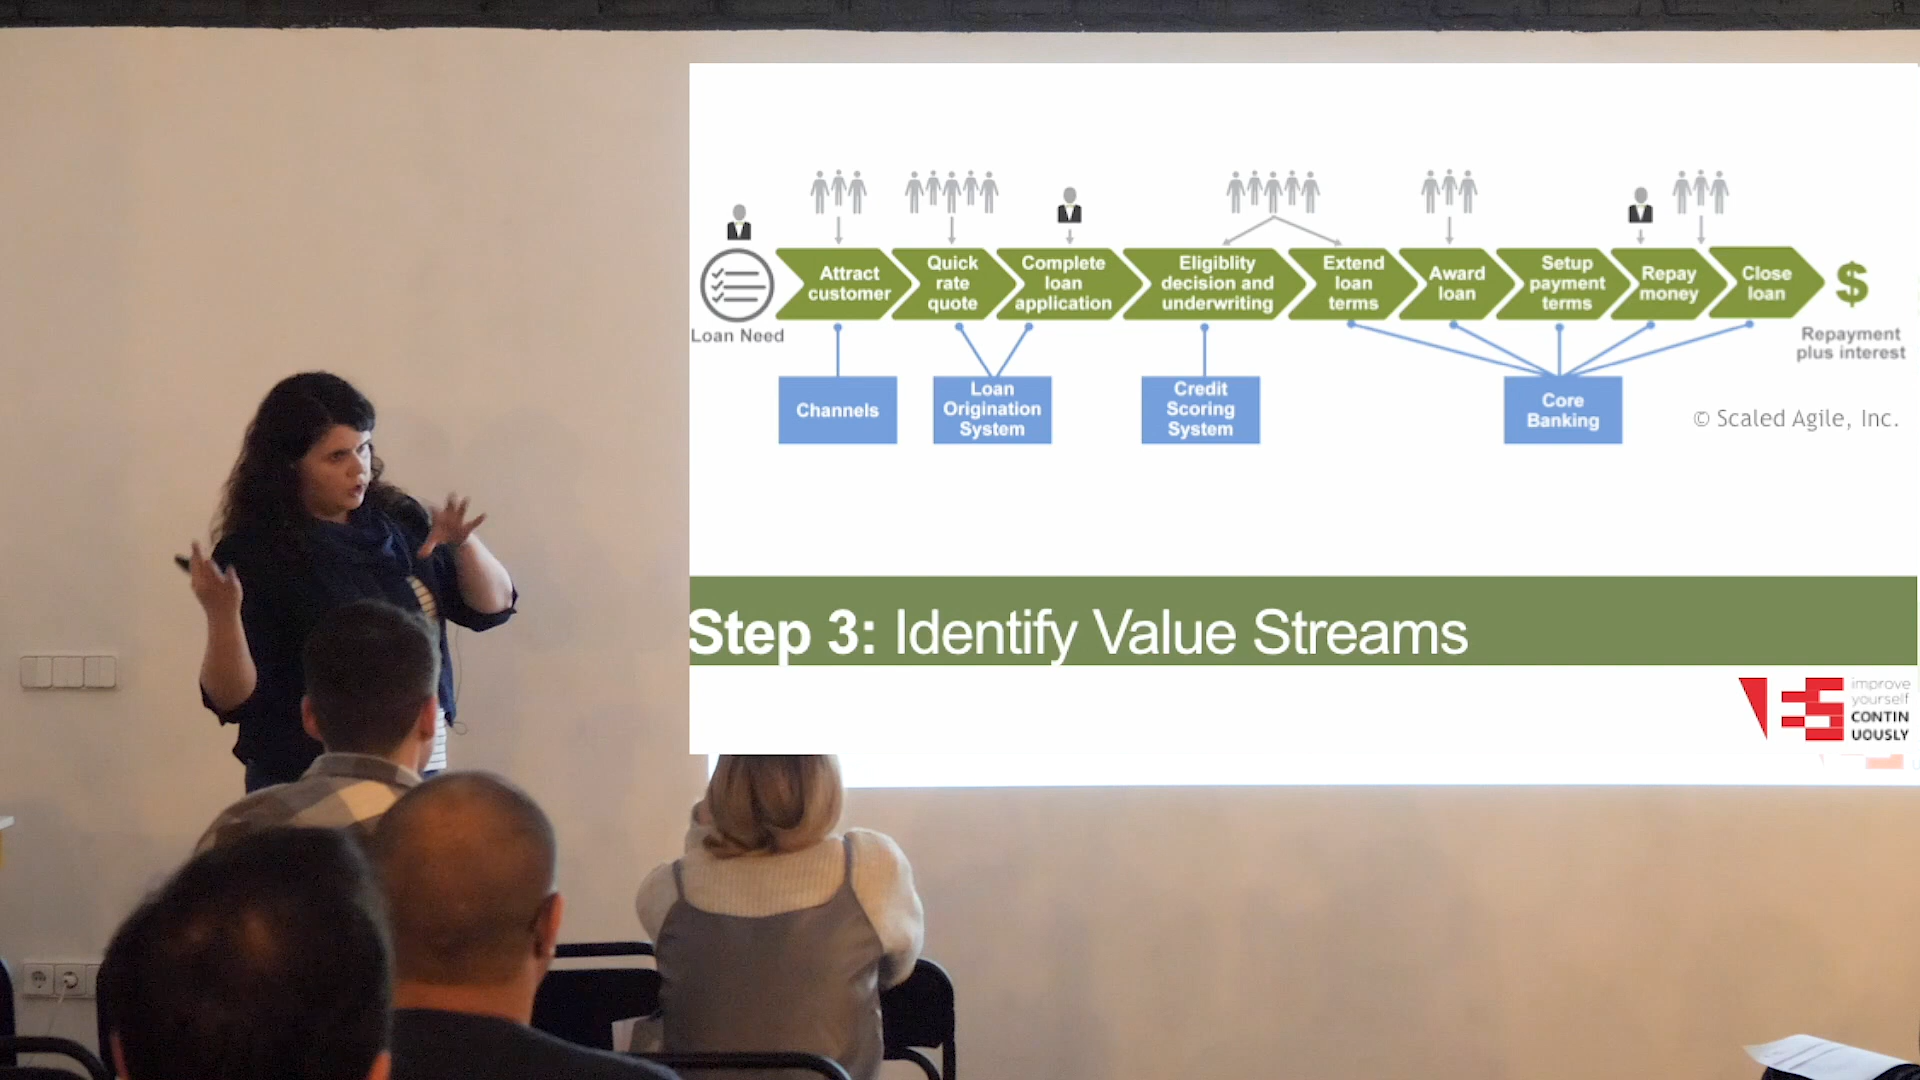 Attract
customer
Quick
rate
quote
Complete
loan
application
Eligiblity
decision and
underwriting
Extend
loan
terms
Award
loan
Setup
payment
terms
Repay
money
Close
loan
$
Loan Need
Repayment
plus interest
Channels
Loan
Origination
System
Credit
Scoring
System
Core
Banking
© Scaled Agile, Inc.
Step 3: Identify Value Streams
improve
yourself
CONTIN
UOUSLY